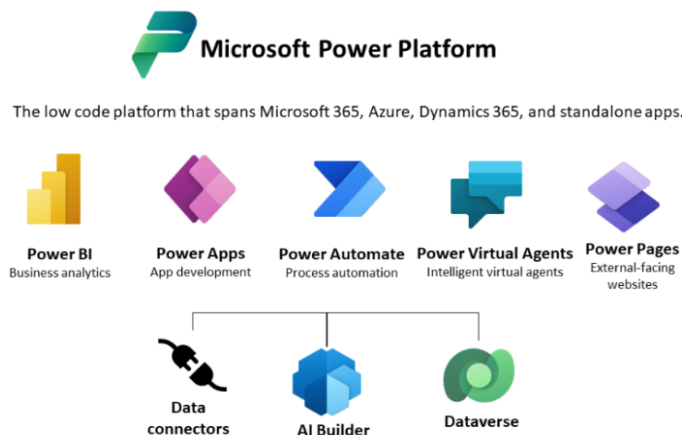 Microsoft Power Platform
The low code platform that spans Microsoft 365, Azure, Dynamics 365, and standalone apps.
Power BI
Business analytics
Power Apps
App development
Power Automate
Process automation
Power Virtual Agents
Intelligent virtual agents
Power Pages
External-facing
websites
Data
connectors
AI Builder
Dataverse